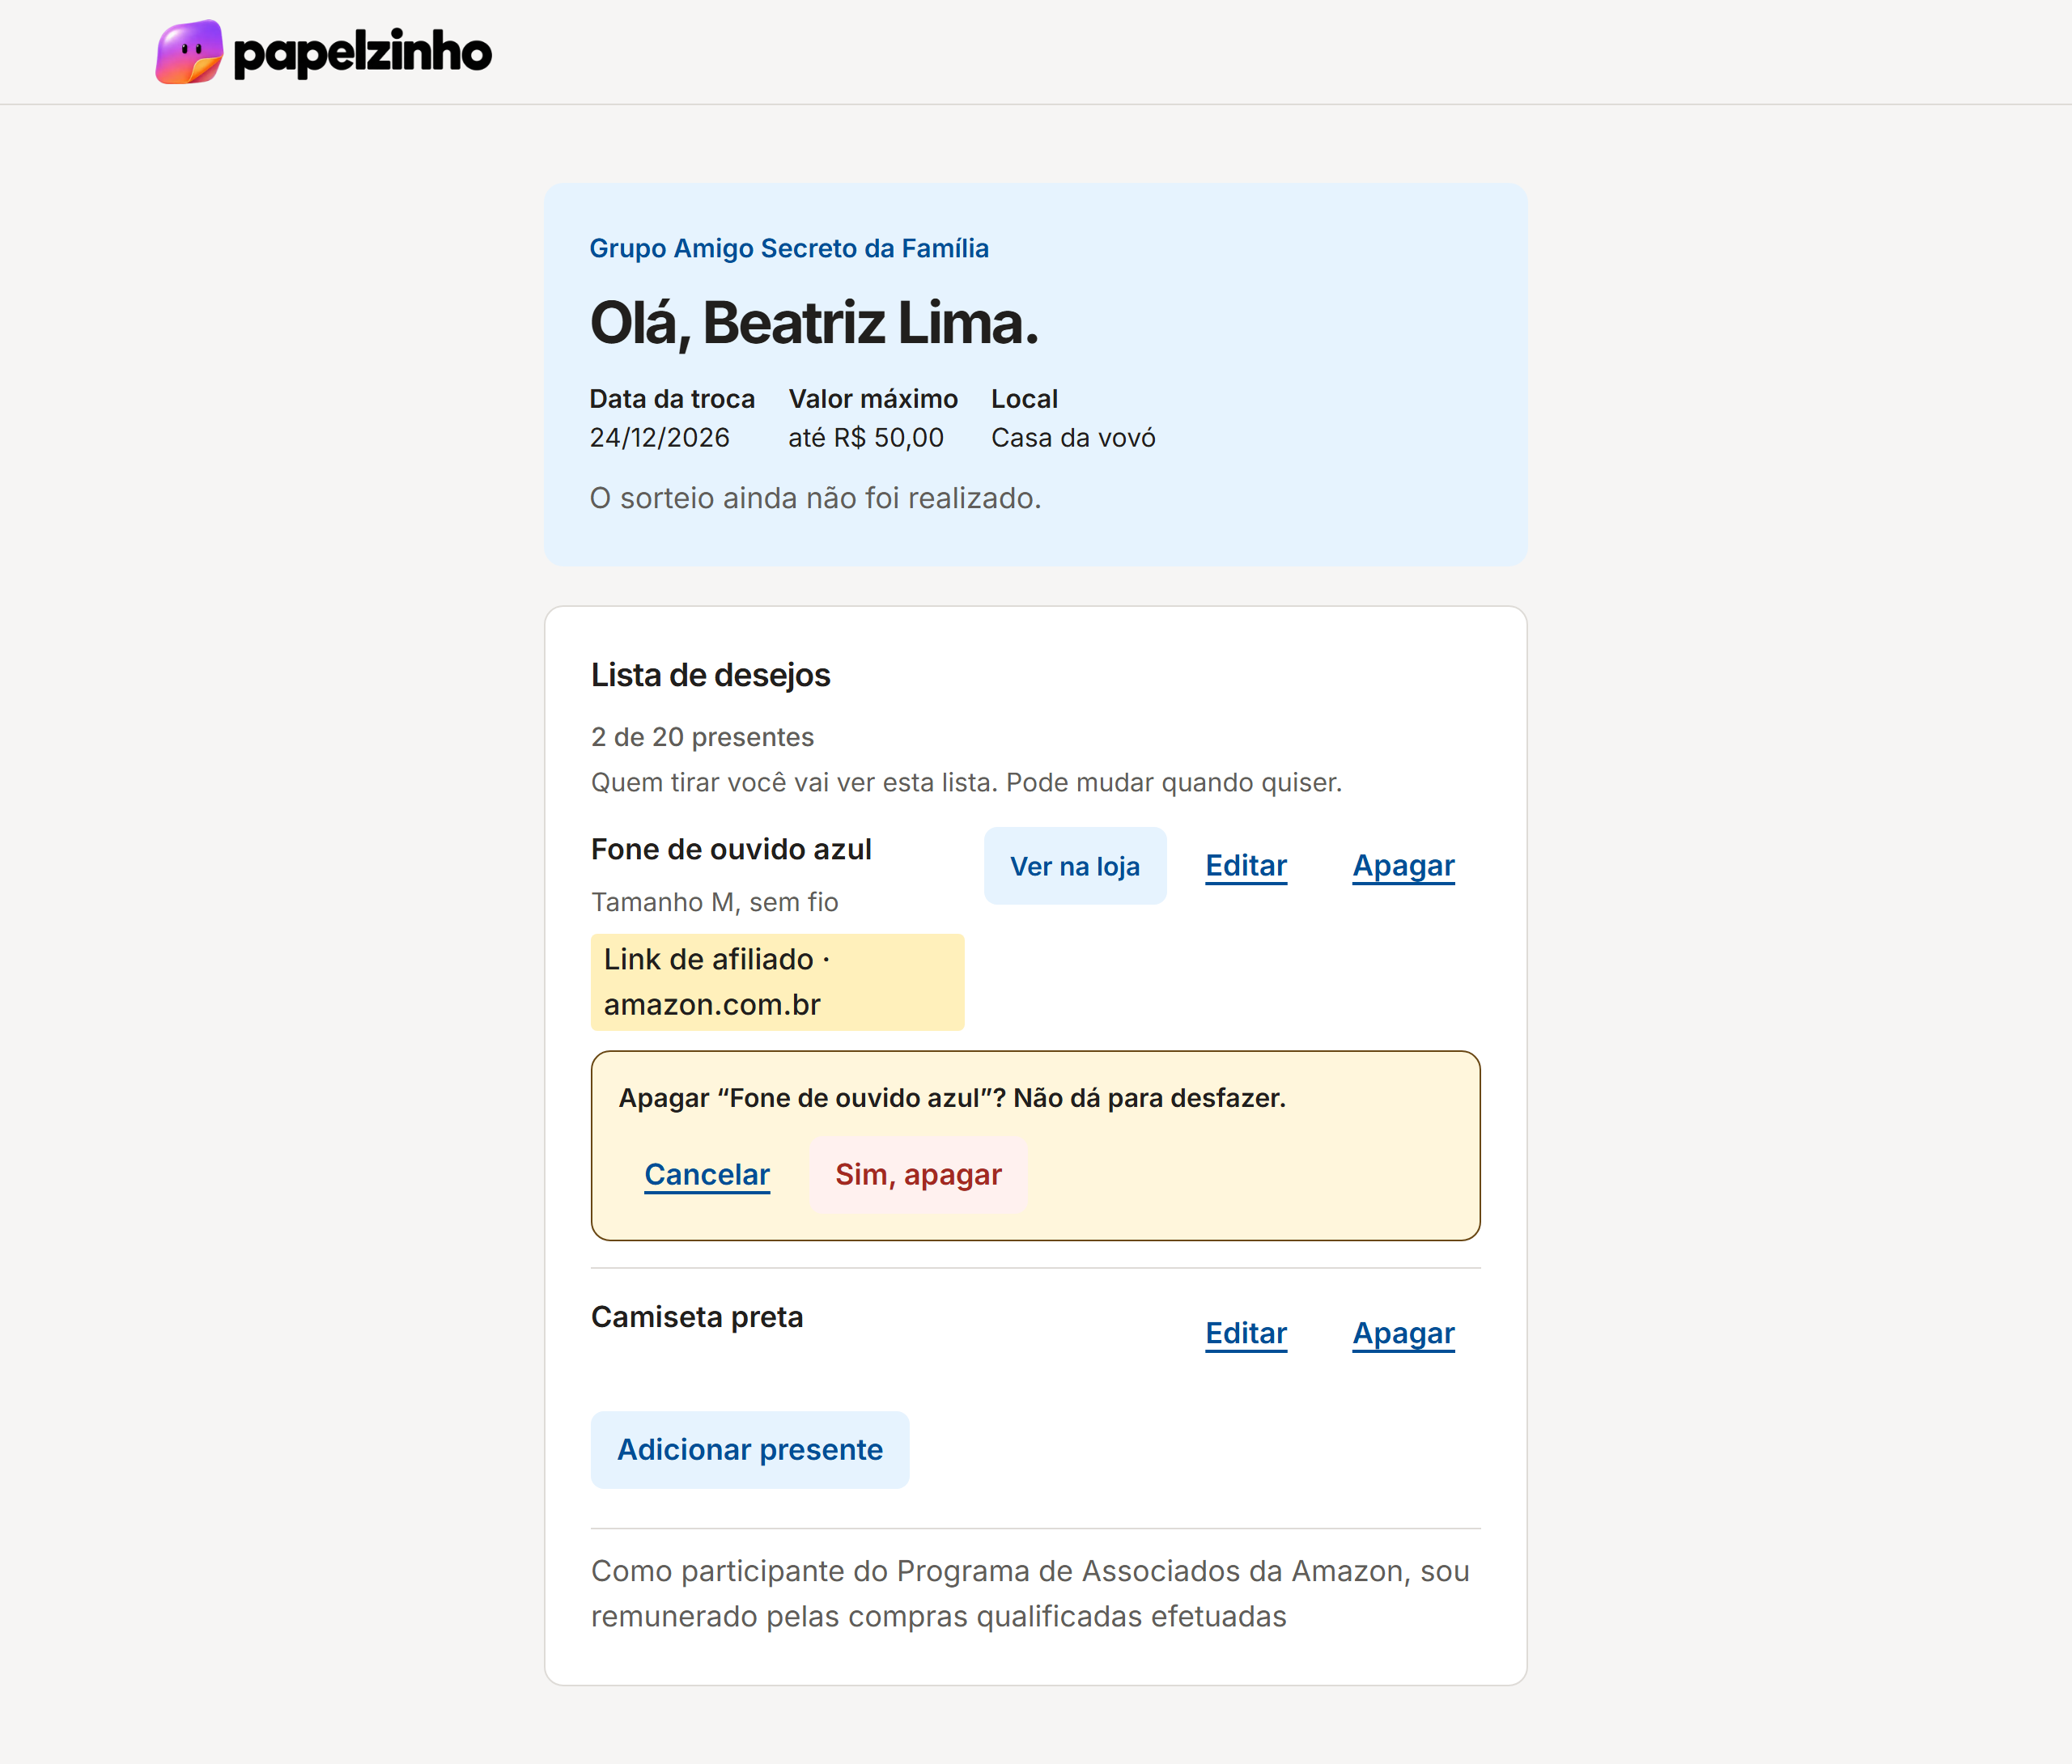 papelzinho
Grupo Amigo Secreto da Família
Olá, Beatriz Lima.
Data da troca Valor máximo Local
24/12/2026 até R$ 50,00 Casa da vovó
O sorteio ainda não foi realizado.
Lista de desejos
2 de 20 presentes
Quem tirar você vai ver esta lista. Pode mudar quando quiser.
Fone de ouvido azul Ver na loja Editar Apagar
Tamanho M, sem fio
Link de afiliado ·
amazon.com.br
Apagar “Fone de ouvido azul”? Não dá para desfazer.
Cancelar Sim, apagar
Camiseta preta Editar Apagar
Adicionar presente
Como participante do Programa de Associados da Amazon, sou
remunerado pelas compras qualificadas efetuadas